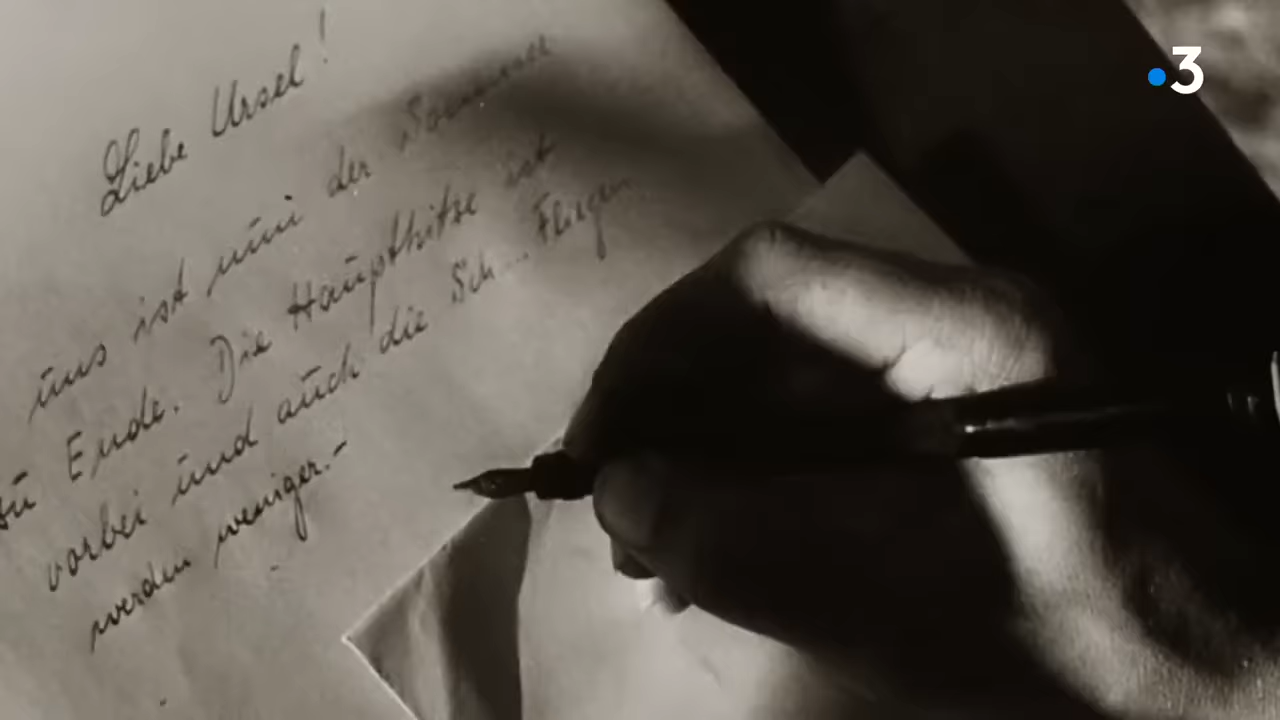 Liebe Ursel!
uns ist nun der Sommer
zu Ende. Die Haupthitze ist
vorbei und auch die Sch... Fliegen
werden weniger.-
3